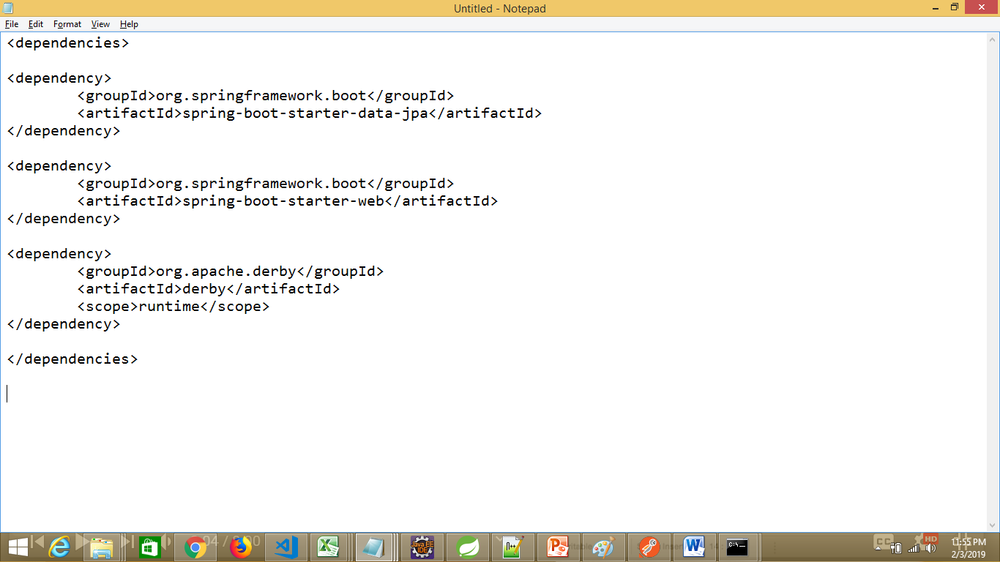 Untitled - Notepad
File Edit Format View Help
<dependencies>
<dependency>
<groupId>org.springframework.boot</groupId>
<artifactId>spring-boot-starter-data-jpa</artifactId>
</dependency>
<dependency>
<groupId>org.springframework.boot</groupId>
<artifactId>spring-boot-starter-web</artifactId>
</dependency>
<dependency>
<groupId>org.apache.derby</groupId>
<artifactId>derby</artifactId>
<scope>runtime</scope>
</dependency>
</dependencies>
Java EE
IDE
CC HD
11:55 PM
2/3/2019